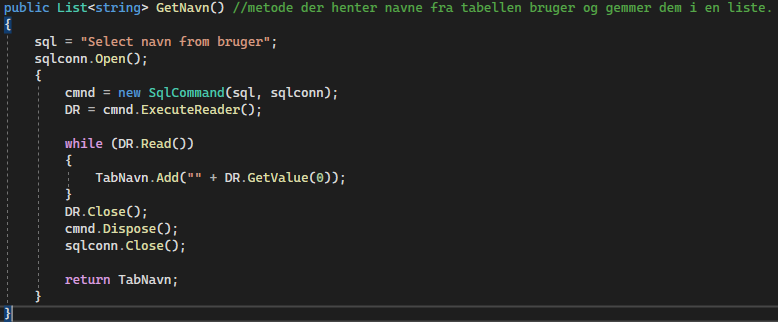 public List<string> GetNavn() //metode der henter navne fra tabellen bruger og gemmer dem i en liste.
{
sql = "Select navn from bruger";
sqlconn.Open();
{
cmnd = new SqlCommand(sql, sqlconn);
DR = cmnd.ExecuteReader();
while (DR.Read())
{
TabNavn.Add("" + DR.GetValue(0));
}
DR.Close();
cmnd.Dispose();
sqlconn.Close();
return TabNavn;
}
}